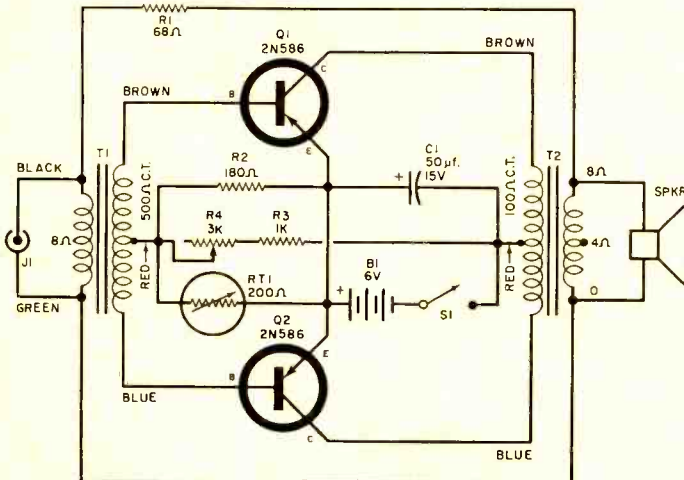 R1
68Ω
Q1
2N586
BROWN
C
BROWN
B
E
BLACK
T1
500Ω C.T.
R2
180Ω
C1
+
50μf.
15V
100Ω C.T.
T2
8Ω
SPKR
J1
8Ω
R4
3K
R3
1K
4Ω
RED
RT1
200Ω
B1
6V
+
RED
S1
O
GREEN
Q2
2N586
E
B
BLUE
C
BLUE